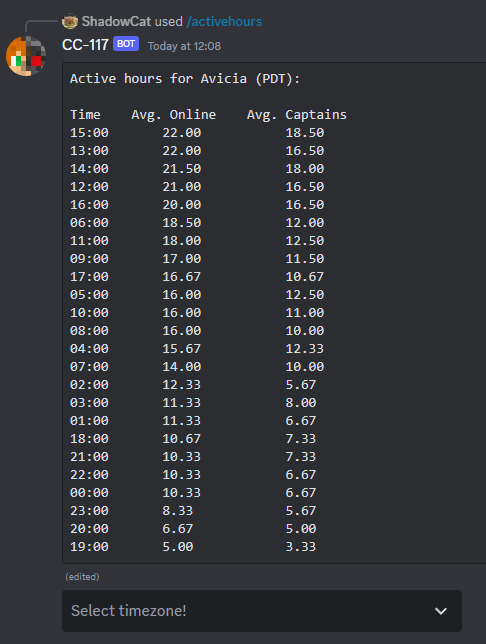 ShadowCat used /activehours
CC-117 BOT Today at 12:08
Active hours for Avicia (PDT):
Time Avg. Online Avg. Captains
15:00 22.00 18.50
13:00 22.00 16.50
14:00 21.50 18.00
12:00 21.00 16.50
16:00 20.00 16.50
06:00 18.50 12.00
11:00 18.00 12.50
09:00 17.00 11.50
17:00 16.67 10.67
05:00 16.00 12.50
10:00 16.00 11.00
08:00 16.00 10.00
04:00 15.67 12.33
07:00 14.00 10.00
02:00 12.33 5.67
03:00 11.33 8.00
01:00 11.33 6.67
18:00 10.67 7.33
21:00 10.33 7.33
22:00 10.33 6.67
00:00 10.33 6.67
23:00 8.33 5.67
20:00 6.67 5.00
19:00 5.00 3.33
(edited)
Select timezone!